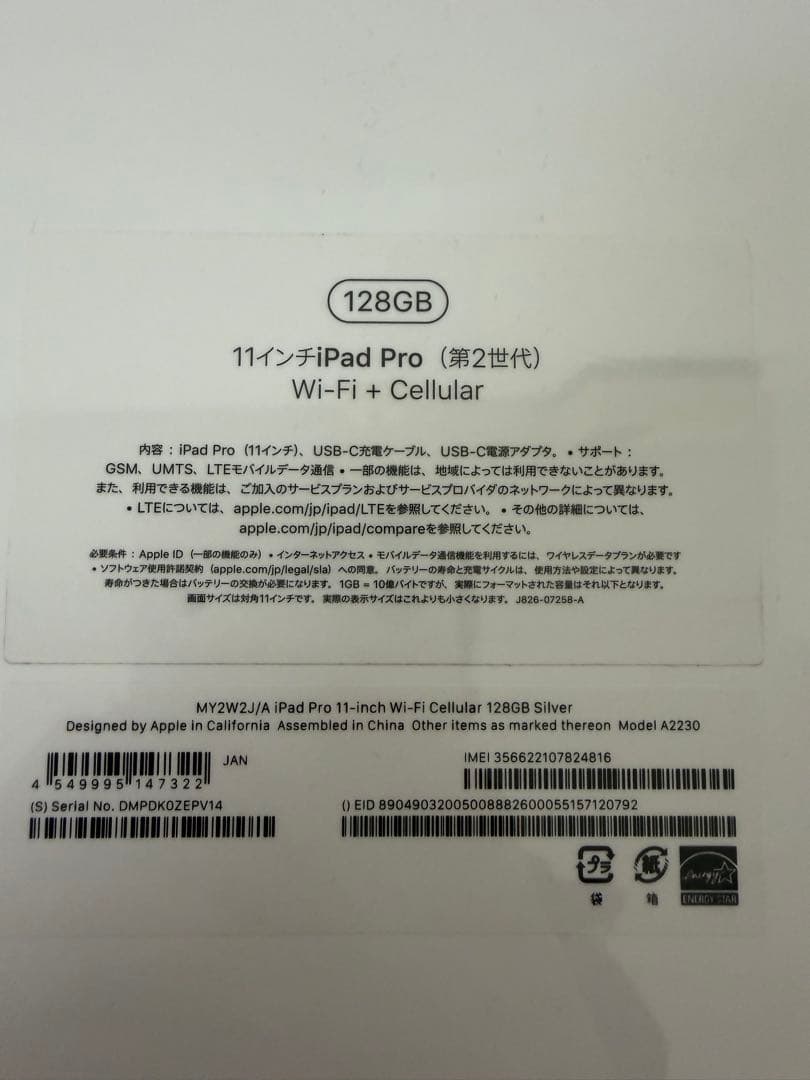 128GB
11インチiPad Pro（第2世代）
Wi-Fi + Cellular
内容：iPad Pro（11インチ）、USB-C充電ケーブル、USB-C電源アダプタ。• サポート：
GSM、UMTS、LTEモバイルデータ通信 • 一部の機能は、地域によっては利用できないことがあります。
また、利用できる機能は、ご加入のサービスプランおよびサービスプロバイダのネットワークによって異なります。
• LTEについては、apple.com/jp/ipad/LTEを参照してください。• その他の詳細については、
apple.com/jp/ipad/compareを参照してください。
必要条件：Apple ID（一部の機能のみ）• インターネットアクセス • モバイルデータ通信機能を利用するには、ワイヤレスデータプランが必要です
• ソフトウェア使用許諾契約（apple.com/jp/legal/sla）への同意。バッテリーの寿命と充電サイクルは、使用方法や設定によって異なります。
寿命がつきた場合はバッテリーの交換が必要になります。1GB = 10億バイトですが、実際にフォーマットされた容量はそれ以下となります。
画面サイズは対角11インチです。実際の表示サイズはこれよりも小さくなります。J826-07258-A
MY2W2J/A iPad Pro 11-inch Wi-Fi Cellular 128GB Silver
Designed by Apple in California Assembled in China Other items as marked thereon Model A2230
JAN
4 549995 147322
IMEI 356622107824816
(S) Serial No. DMPDK0ZEPV14
() EID 89049032005008882600055157120792
プラ
紙
袋
箱
energy
ENERGY STAR